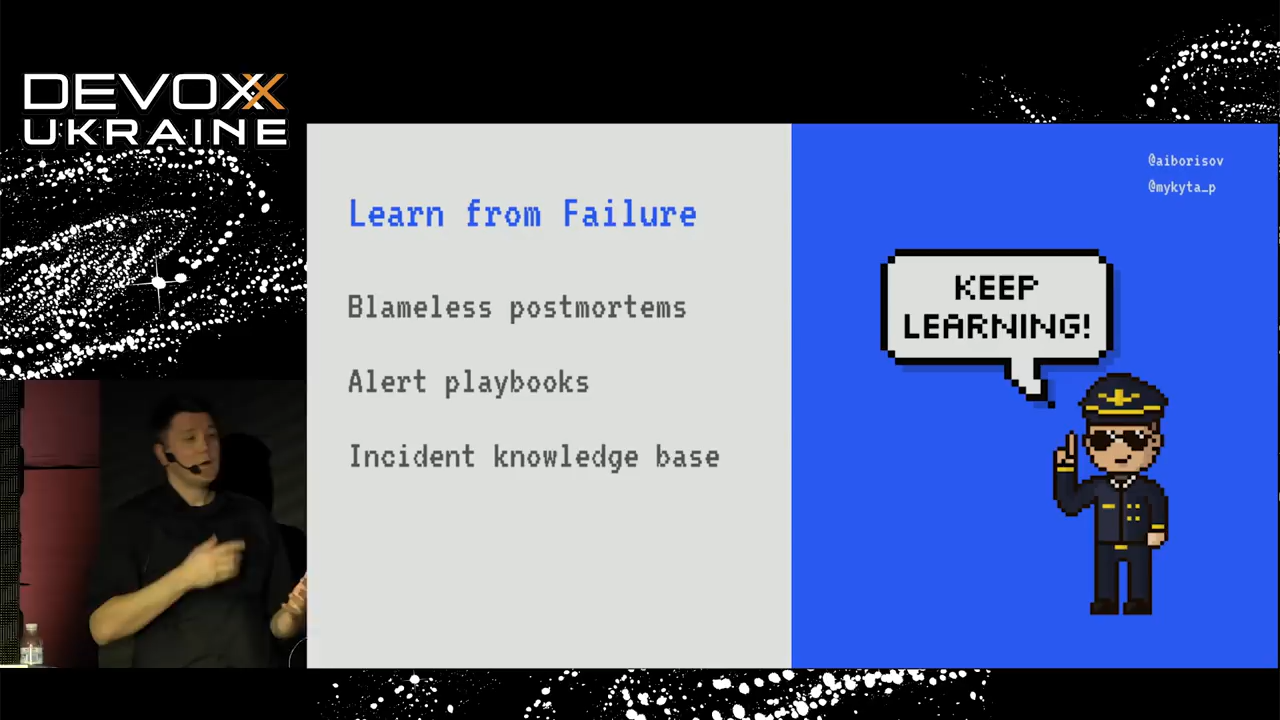 DEVOXX
UKRAINE
Learn from Failure
Blameless postmortems
Alert playbooks
Incident knowledge base
@aiborisov
@mykyta_p
KEEP
LEARNING!